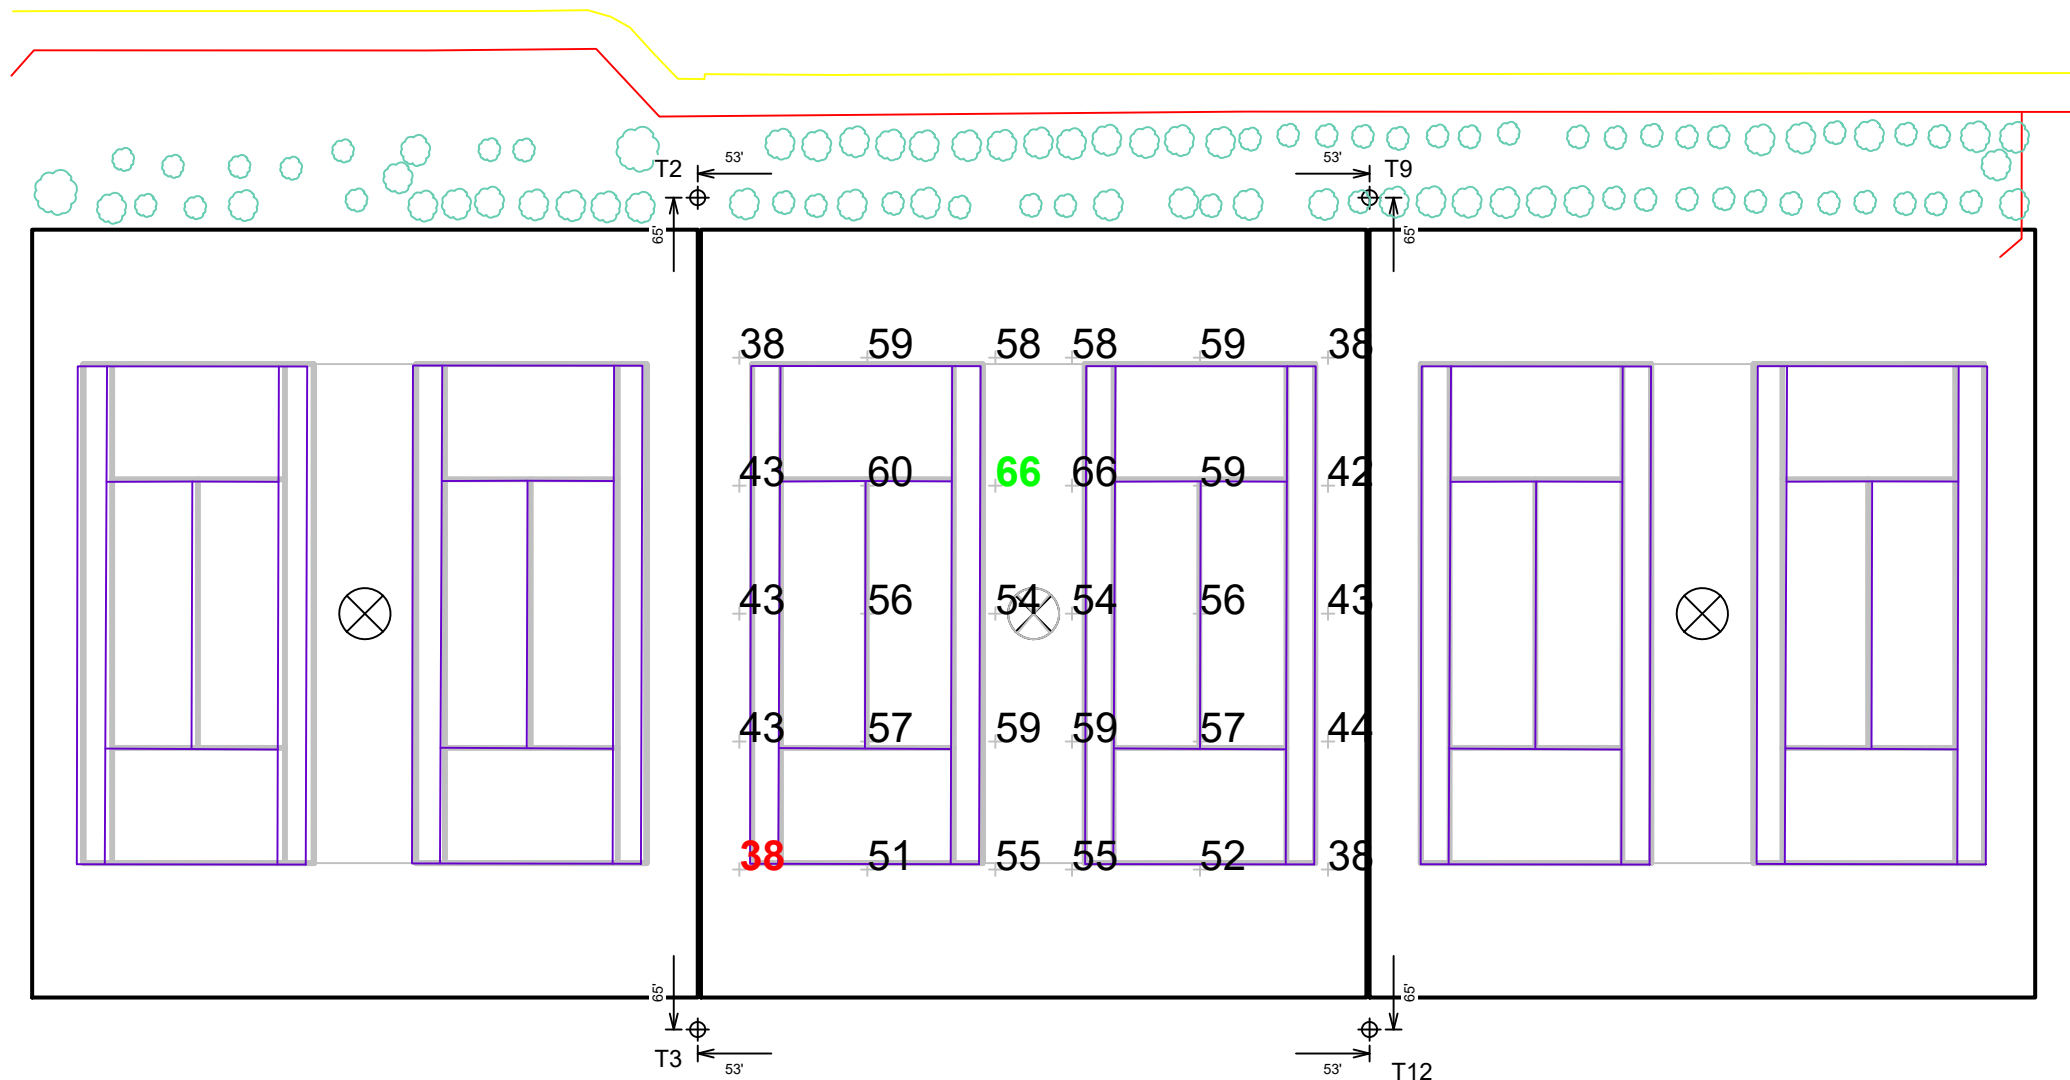 T2 53' 53' T9
65' 65'
38 59 58 58 59 38
43 60 66 66 59 42
43 56 54 54 56 43
43 57 59 59 57 44
38 51 55 55 52 38
65' 65'
T3 53' 53' T12